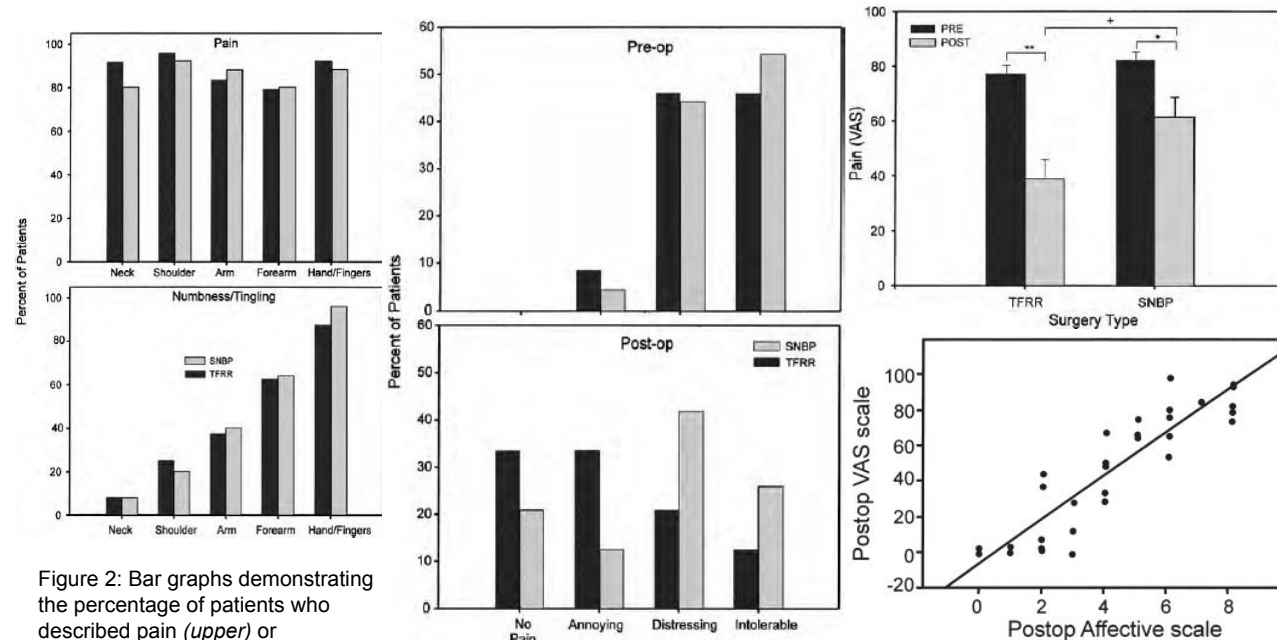 Pain
100
80
60
40
20
0
Neck Shoulder Arm Forearm Hand/Fingers
Percent of Patients
Numbness/Tingling
100
80
60
40
20
0
SNBP
TFRR
Neck Shoulder Arm Forearm Hand/Fingers
Figure 2: Bar graphs demonstrating
the percentage of patients who
described pain (upper) or
Pre-op
60
50
40
30
20
10
0
Percent of Patients
Post-op
60
50
40
30
20
10
0
SNBP
TFRR
No Annoying Distressing Intolerable
Pain
PRE
POST
+
**
*
100
80
60
40
20
0
Pain (VAS)
TFRR SNBP
Surgery Type
Postop VAS scale
100
80
60
40
20
0
-20
0 2 4 6 8
Postop Affective scale